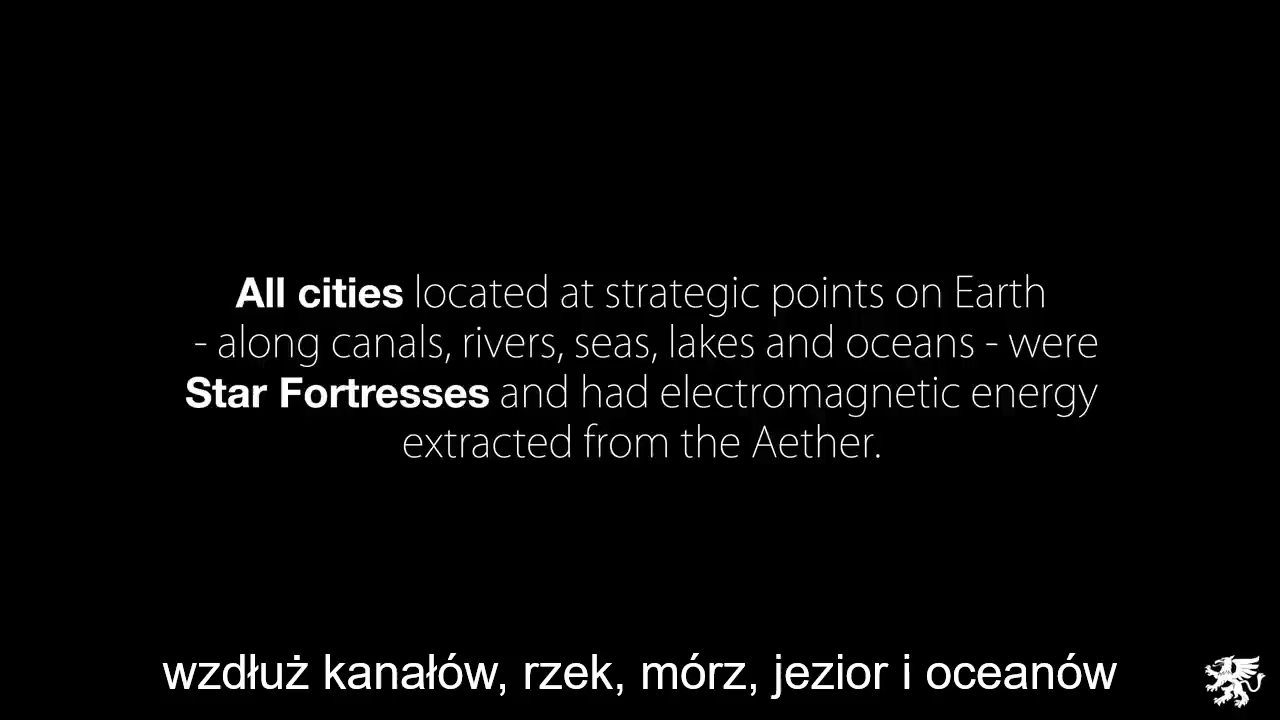 All cities located at strategic points on Earth
- along canals, rivers, seas, lakes and oceans - were
Star Fortresses and had electromagnetic energy
extracted from the Aether.
wzdłuż kanałów, rzek, mórz, jezior i oceanów